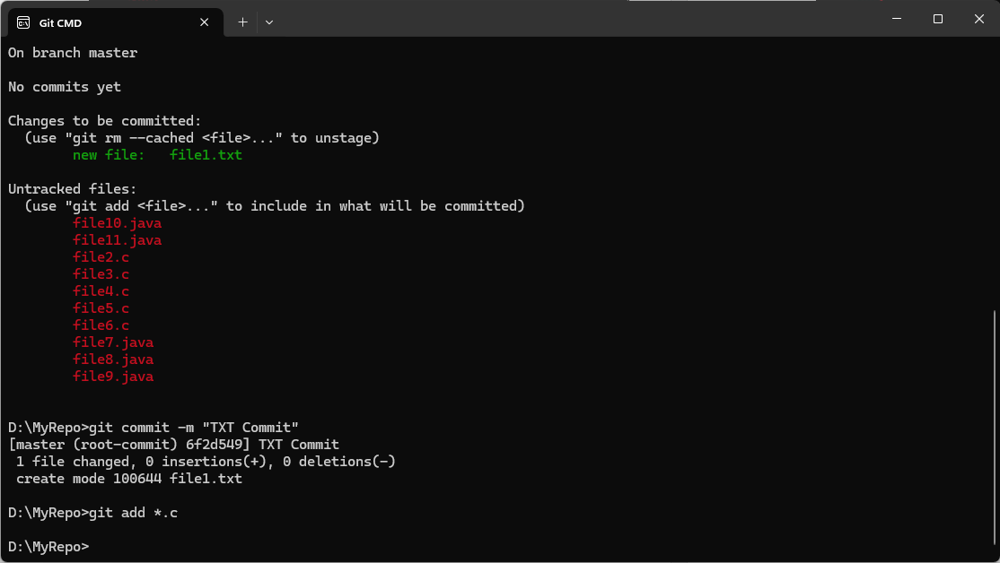 Git CMD
On branch master
No commits yet
Changes to be committed:
(use "git rm --cached <file>..." to unstage)
new file: file1.txt
Untracked files:
(use "git add <file>..." to include in what will be committed)
file10.java
file11.java
file2.c
file3.c
file4.c
file5.c
file6.c
file7.java
file8.java
file9.java
D:\MyRepo>git commit -m "TXT Commit"
[master (root-commit) 6f2d549] TXT Commit
1 file changed, 0 insertions(+), 0 deletions(-)
create mode 100644 file1.txt
D:\MyRepo>git add *.c
D:\MyRepo>